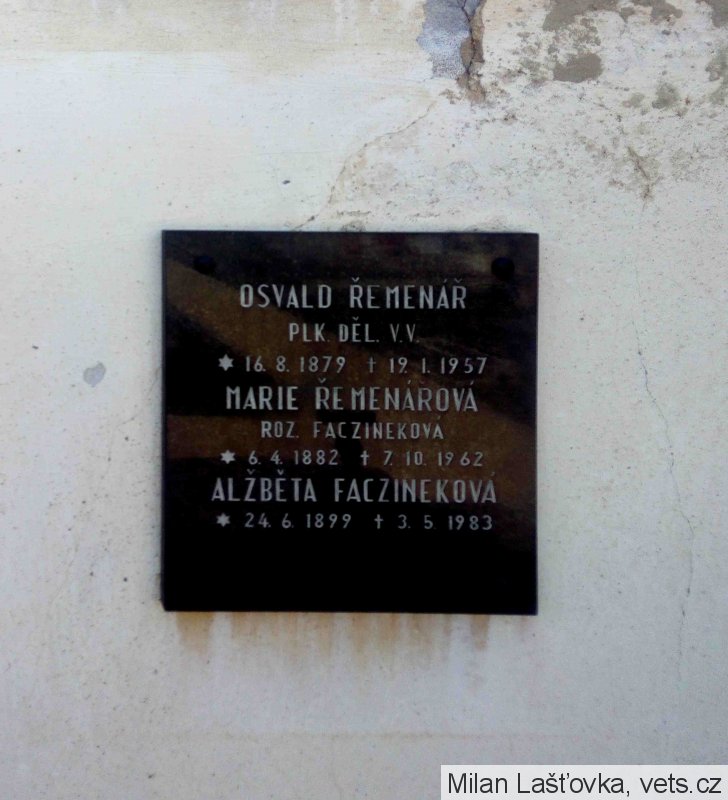 OSVALD ŘEMENÁŘ
PLK. DĚL. V.V.
✶ 16. 8. 1879 † 19. 1. 1957
MARIE ŘEMENÁŘOVÁ
ROZ. FACZINEKOVÁ
✶ 6. 4. 1882 † 7. 10. 1962
ALŽBĚTA FACZINEKOVÁ
✶ 24. 6. 1899 † 3. 5. 1983
Milan Lašťovka, vets.cz